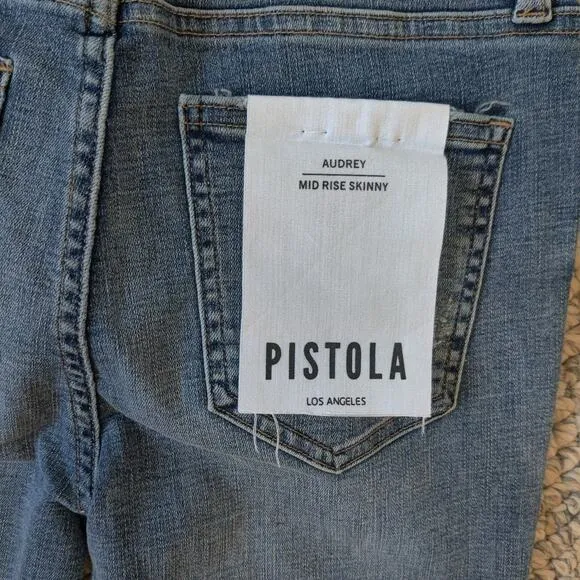 AUDREY
MID RISE SKINNY
PISTOLA
LOS ANGELES